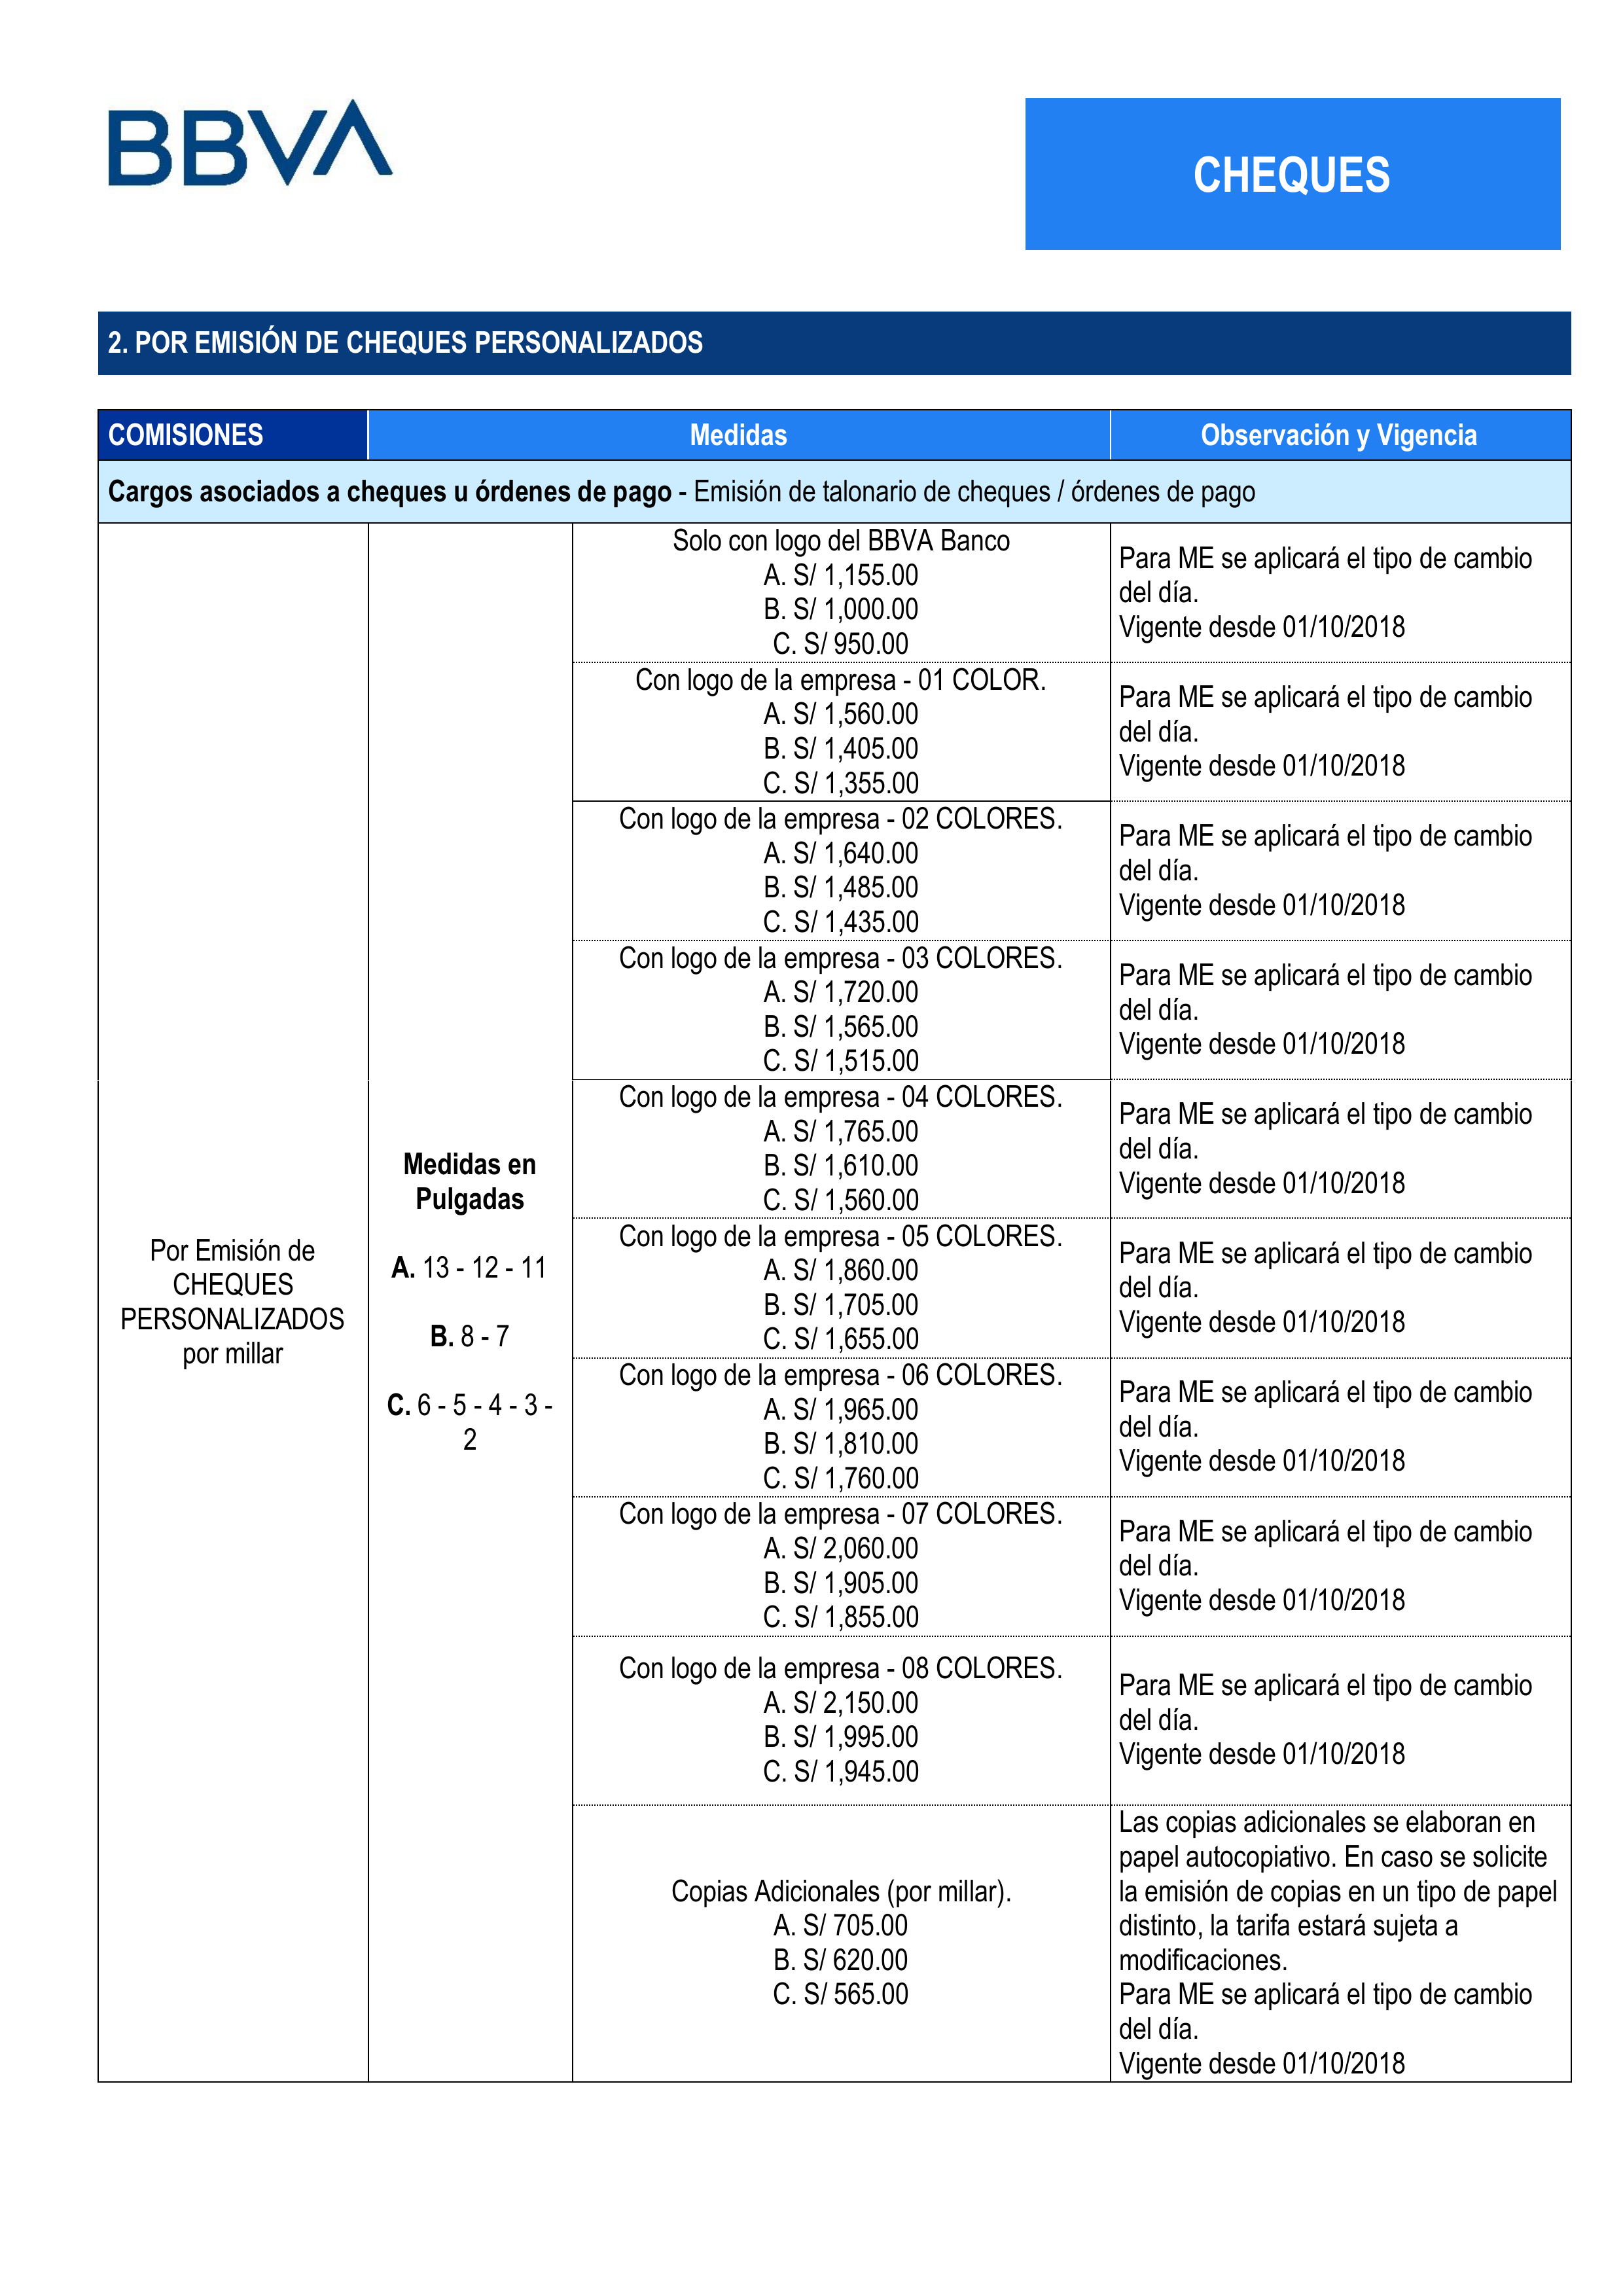 BBVA
CHEQUES
2. POR EMISIÓN DE CHEQUES PERSONALIZADOS
COMISIONES
Medidas
Observación y Vigencia
Cargos asociados a cheques u órdenes de pago - Emisión de talonario de cheques / órdenes de pago
Por Emisión de
CHEQUES
PERSONALIZADOS
por millar
Medidas en
Pulgadas
A. 13 - 12 - 11
B. 8 - 7
C. 6 - 5 - 4 - 3 -
2
Solo con logo del BBVA Banco
A. S/ 1,155.00
B. S/ 1,000.00
C. S/ 950.00
Para ME se aplicará el tipo de cambio
del día.
Vigente desde 01/10/2018
Con logo de la empresa - 01 COLOR.
A. S/ 1,560.00
B. S/ 1,405.00
C. S/ 1,355.00
Para ME se aplicará el tipo de cambio
del día.
Vigente desde 01/10/2018
Con logo de la empresa - 02 COLORES.
A. S/ 1,640.00
B. S/ 1,485.00
C. S/ 1,435.00
Para ME se aplicará el tipo de cambio
del día.
Vigente desde 01/10/2018
Con logo de la empresa - 03 COLORES.
A. S/ 1,720.00
B. S/ 1,565.00
C. S/ 1,515.00
Para ME se aplicará el tipo de cambio
del día.
Vigente desde 01/10/2018
Con logo de la empresa - 04 COLORES.
A. S/ 1,765.00
B. S/ 1,610.00
C. S/ 1,560.00
Para ME se aplicará el tipo de cambio
del día.
Vigente desde 01/10/2018
Con logo de la empresa - 05 COLORES.
A. S/ 1,860.00
B. S/ 1,705.00
C. S/ 1,655.00
Para ME se aplicará el tipo de cambio
del día.
Vigente desde 01/10/2018
Con logo de la empresa - 06 COLORES.
A. S/ 1,965.00
B. S/ 1,810.00
C. S/ 1,760.00
Para ME se aplicará el tipo de cambio
del día.
Vigente desde 01/10/2018
Con logo de la empresa - 07 COLORES.
A. S/ 2,060.00
B. S/ 1,905.00
C. S/ 1,855.00
Para ME se aplicará el tipo de cambio
del día.
Vigente desde 01/10/2018
Con logo de la empresa - 08 COLORES.
A. S/ 2,150.00
B. S/ 1,995.00
C. S/ 1,945.00
Para ME se aplicará el tipo de cambio
del día.
Vigente desde 01/10/2018
Copias Adicionales (por millar).
A. S/ 705.00
B. S/ 620.00
C. S/ 565.00
Las copias adicionales se elaboran en
papel autocopiativo. En caso se solicite
la emisión de copias en un tipo de papel
distinto, la tarifa estará sujeta a
modificaciones.
Para ME se aplicará el tipo de cambio
del día.
Vigente desde 01/10/2018